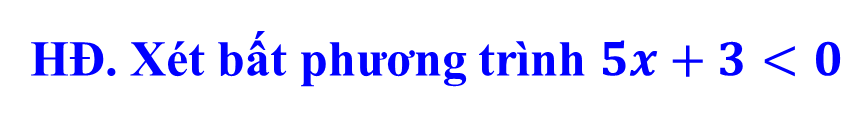 HĐ. Xét bất phương trình 5x + 3 < 0